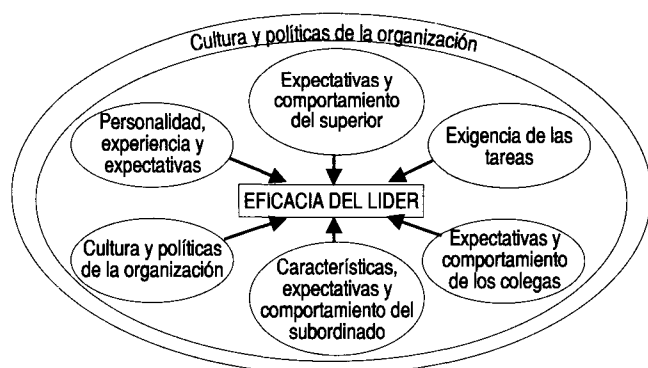 Cultura y políticas de la organización
Expectativas y
comportamiento
del superior
Personalidad,
experiencia y
expectativas
Exigencia de las
tareas
EFICACIA DEL LIDER
Cultura y políticas
de la organización
Características,
expectativas y
comportamiento del
subordinado
Expectativas y
comportamiento
de los colegas